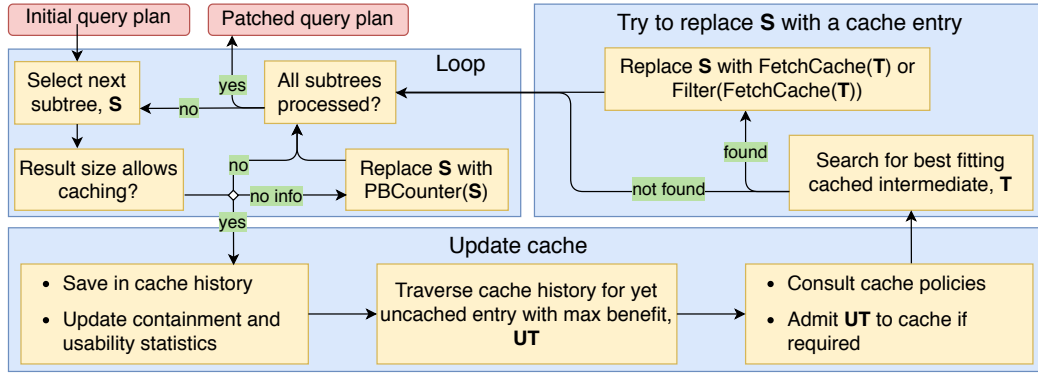 Initial query plan
Patched query plan
Loop
Select next
subtree, S
All subtrees
processed?
yes
no
Result size allows
caching?
no
no info
yes
Replace S with
PBCounter(S)
Try to replace S with a cache entry
Replace S with FetchCache(T) or
Filter(FetchCache(T))
found
not found
Search for best fitting
cached intermediate, T
Update cache
• Save in cache history
• Update containment and
usability statistics
Traverse cache history for yet
uncached entry with max benefit,
UT
• Consult cache policies
• Admit UT to cache if
required